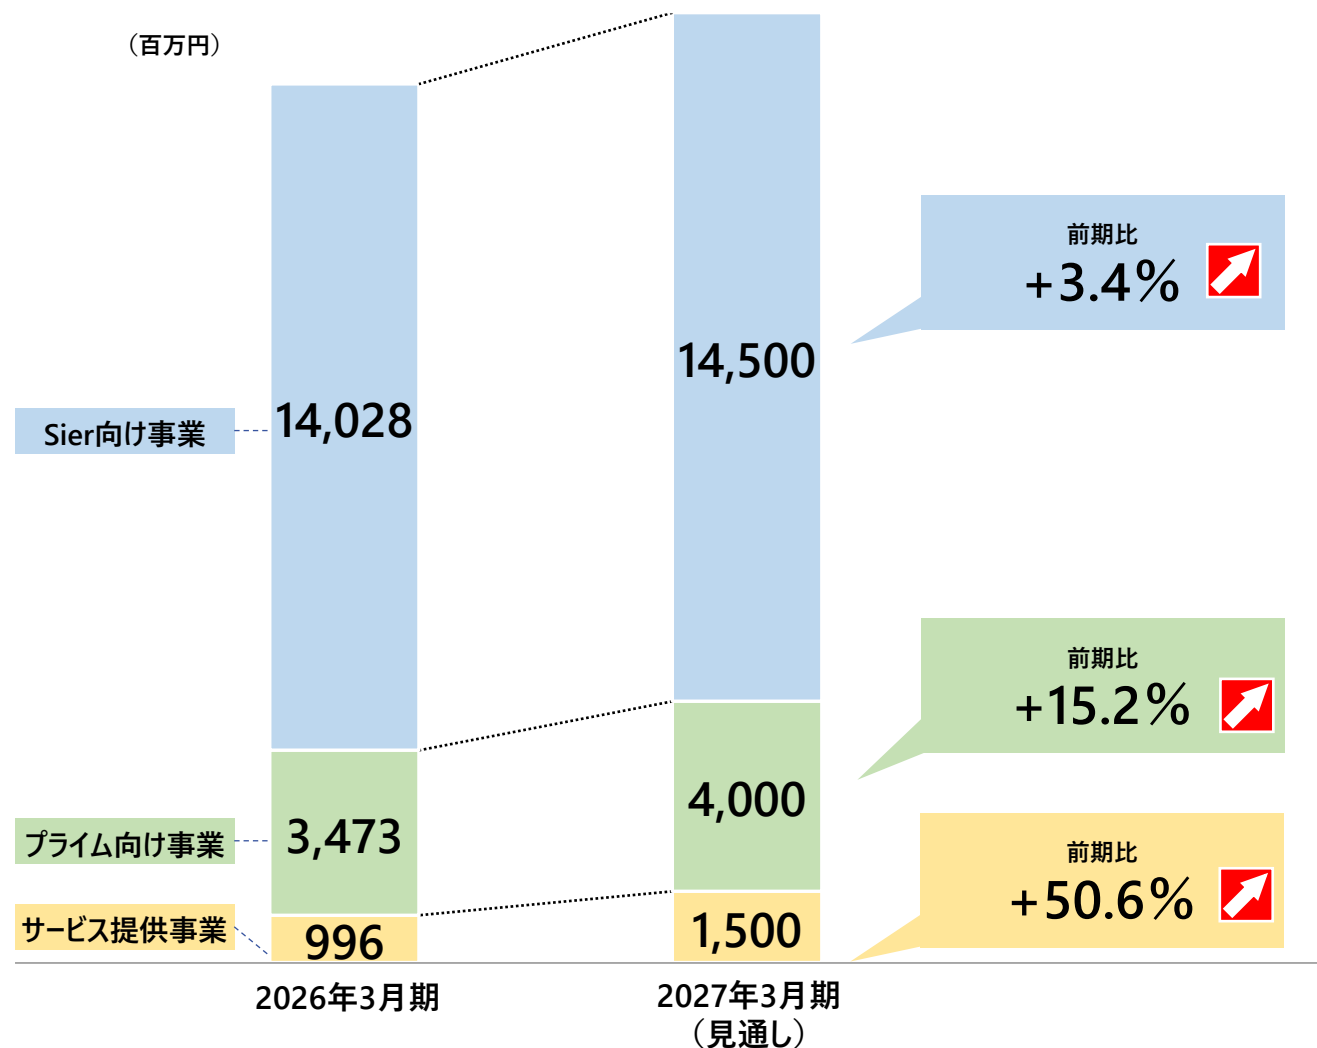 （百万円）
前期比
+3.4%
14,500
Sier向け事業
14,028
前期比
+15.2%
4,000
プライム向け事業
3,473
前期比
+50.6%
サービス提供事業
996
1,500
2026年3月期
2027年3月期
（見通し）